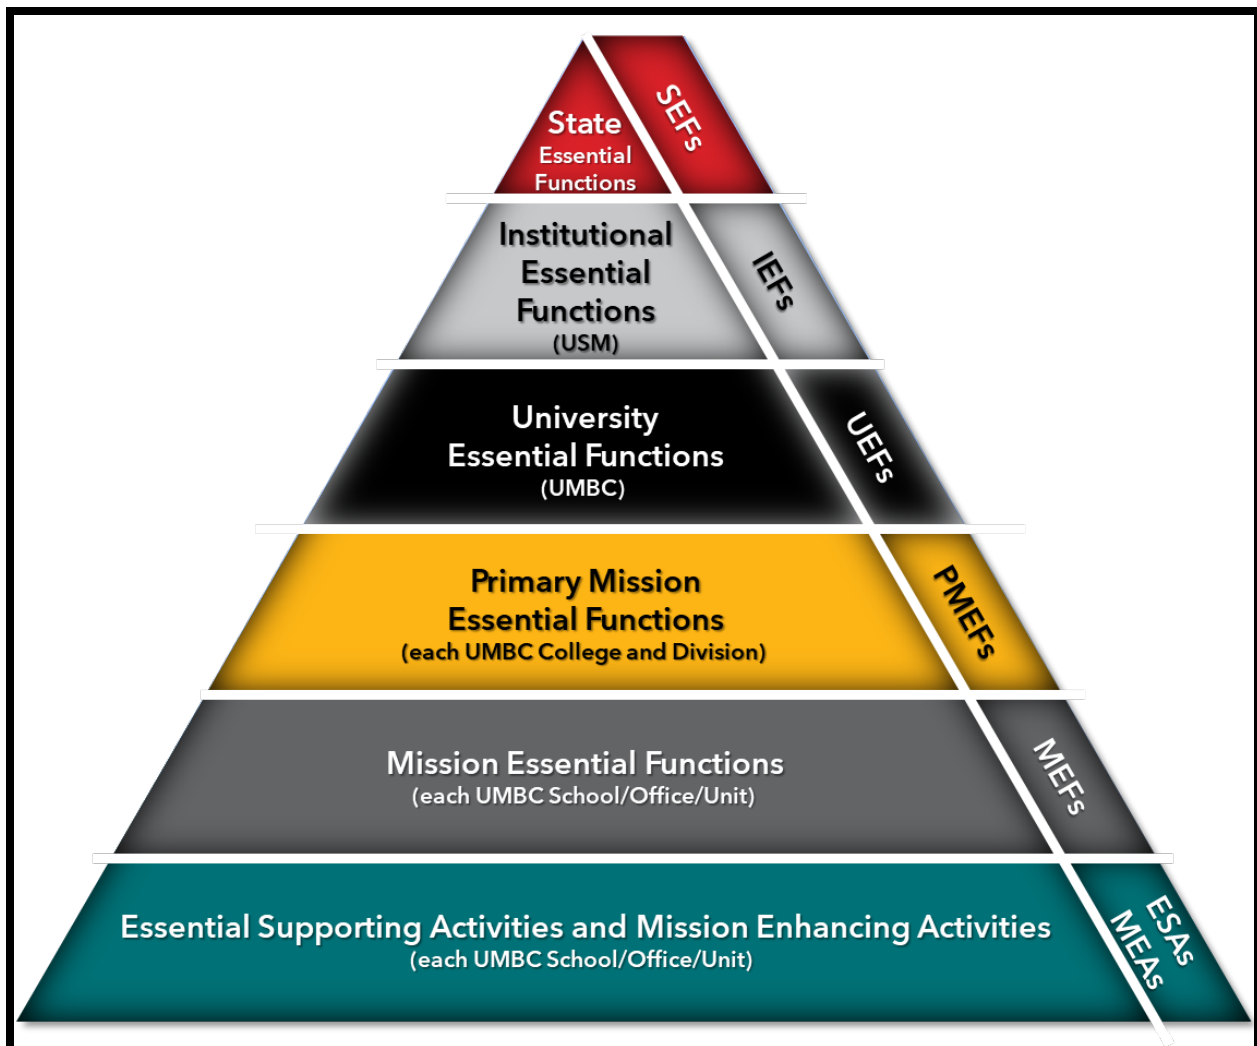 State
Essential
Functions
SEFs
Institutional
Essential
Functions
(USM)
IEFs
University
Essential Functions
(UMBC)
UEFs
Primary Mission
Essential Functions
(each UMBC College and Division)
PMEFs
Mission Essential Functions
(each UMBC School/Office/Unit)
MEFs
Essential Supporting Activities and Mission Enhancing Activities
(each UMBC School/Office/Unit)
ESAs
MEAs